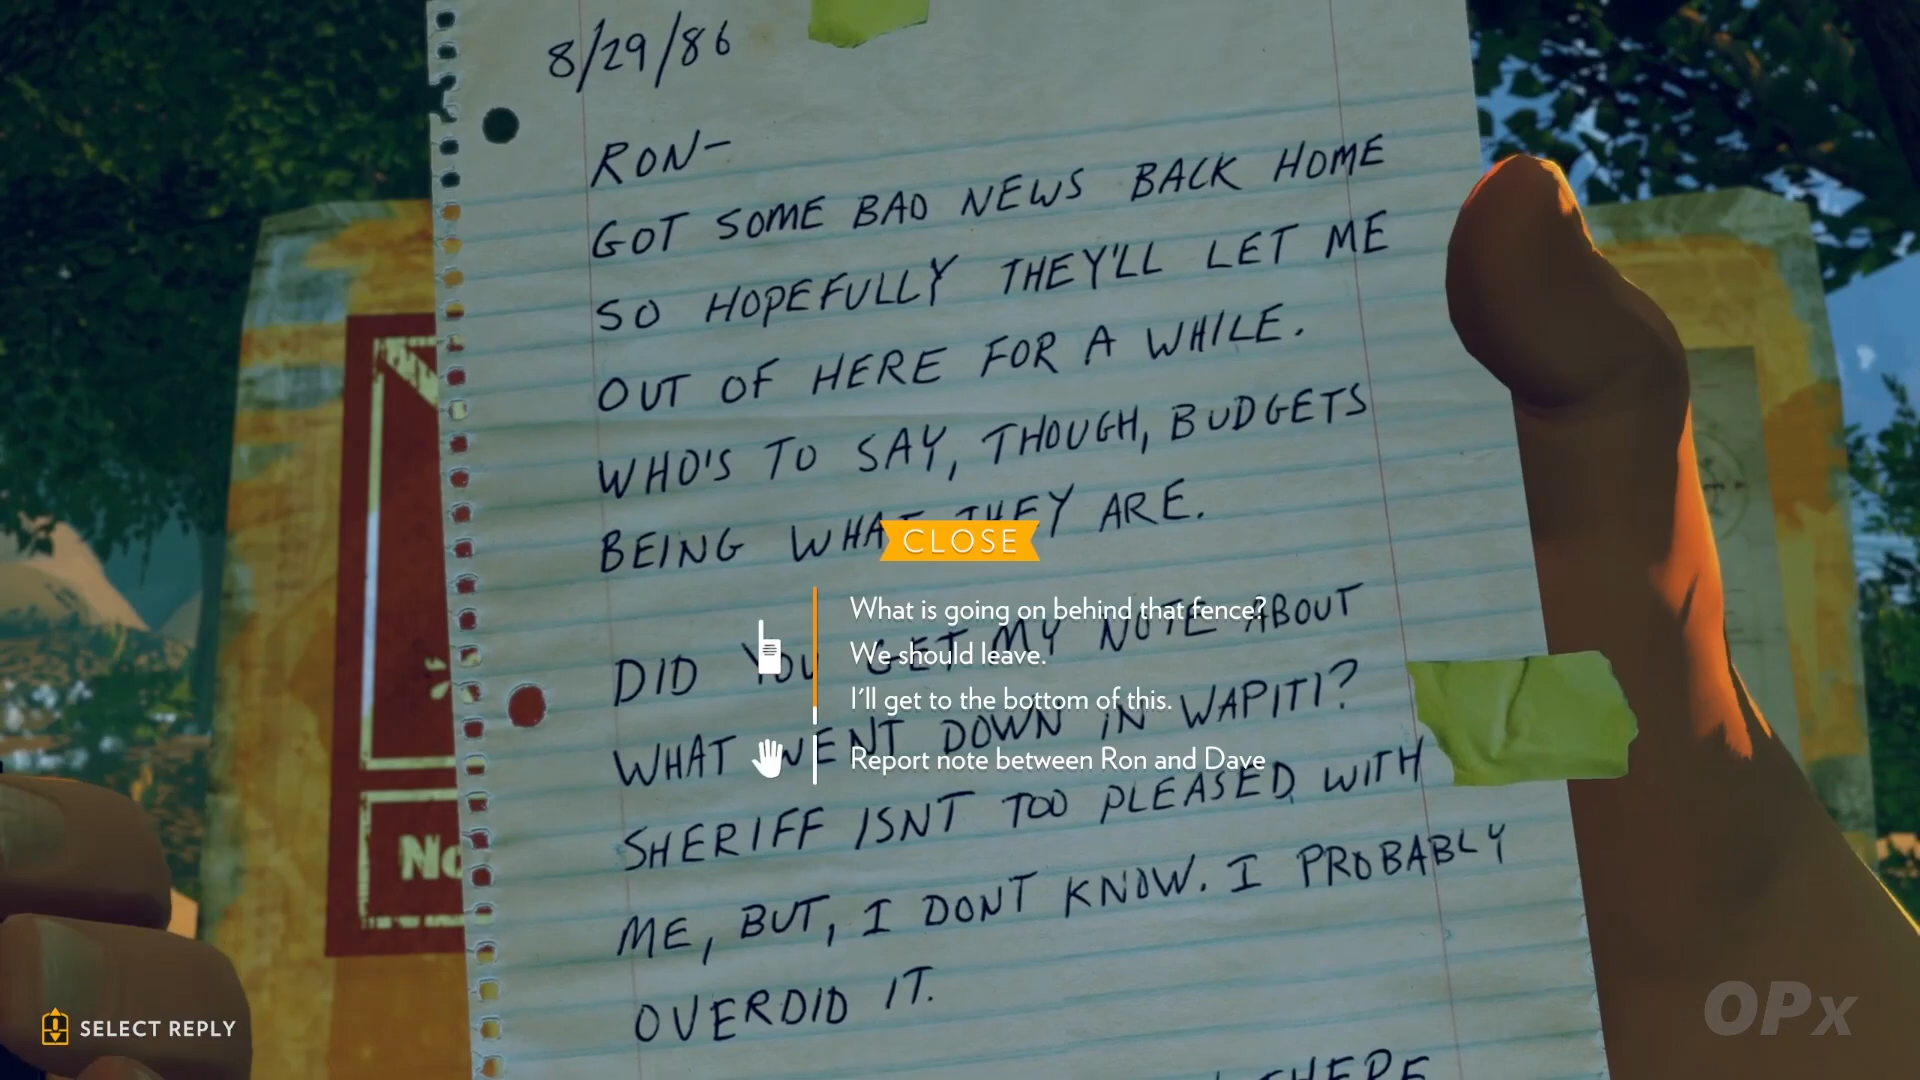 8/29/86
RON-
GOT SOME BAD NEWS BACK HOME
SO HOPEFULLY THEY'LL LET ME
OUT OF HERE FOR A WHILE.
WHO'S TO SAY, THOUGH, BUDGETS
BEING WHAT THEY ARE.
CLOSE
What is going on behind that fence?
DID YOU GET MY NOTE ABOUT
We should leave.
I'll get to the bottom of this.
WHAT WENT DOWN IN WAPITI?
Report note between Ron and Dave
SHERIFF ISNT TOO PLEASED WITH
ME, BUT, I DONT KNOW. I PROBABLY
No
OVERDID IT.
SELECT REPLY
OPx